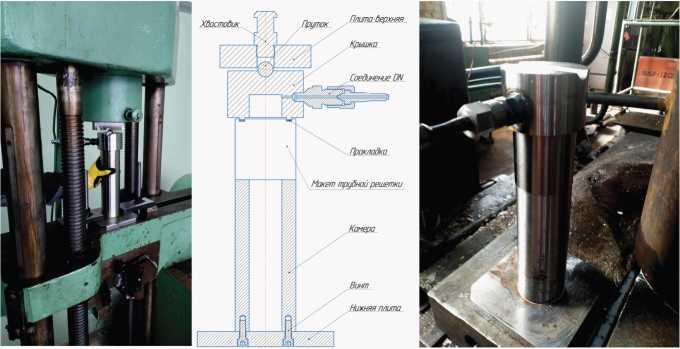 Хвостовик
Пруток
Плита верхняя
Крышка
Соединение DN
Прокладка
Макет трубной решетки
Камера
Винт
Нижняя плита